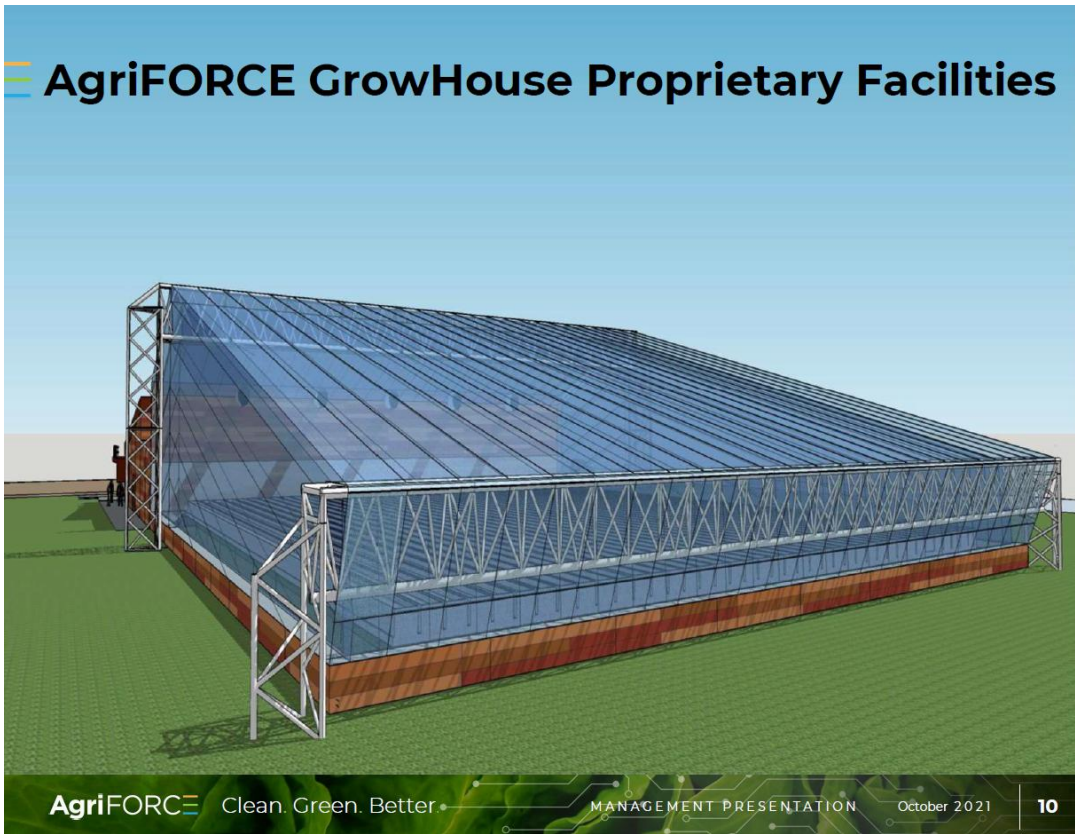 AgriFORCE GrowHouse Proprietary Facilities
AgriFORCE Clean. Green. Better. MANAGEMENT PRESENTATION October 2021 10